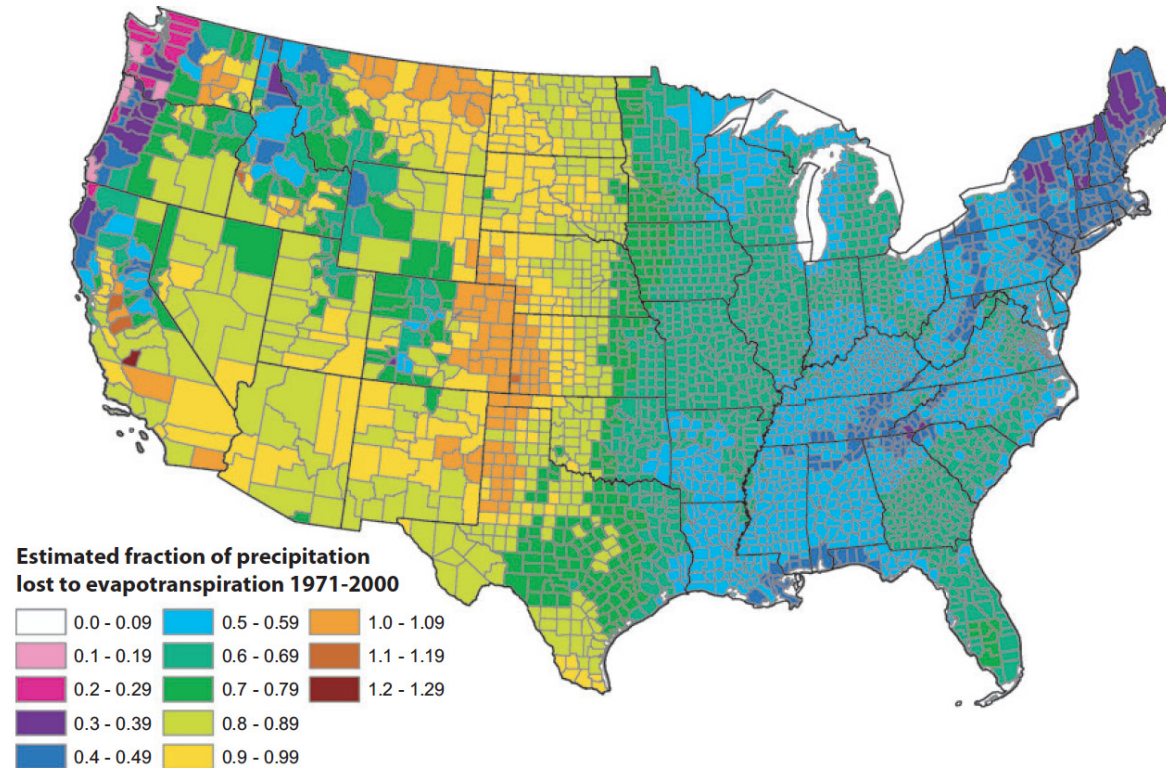 Estimated fraction of precipitation
lost to evapotranspiration 1971-2000
0.0 - 0.09
0.1 - 0.19
0.2 - 0.29
0.3 - 0.39
0.4 - 0.49
0.5 - 0.59
0.6 - 0.69
0.7 - 0.79
0.8 - 0.89
0.9 - 0.99
1.0 - 1.09
1.1 - 1.19
1.2 - 1.29